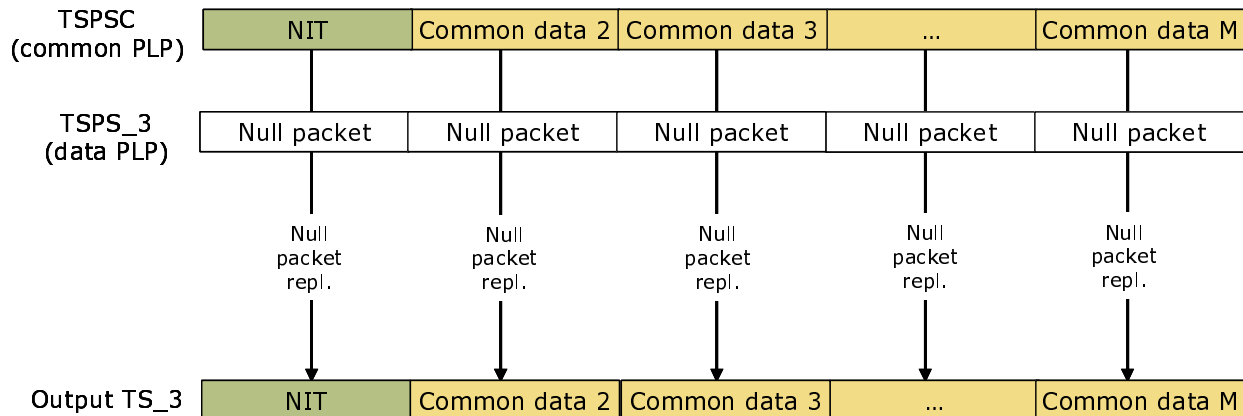 TSPSC
(common PLP)
NIT
Common data 2
Common data 3
...
Common data M
TSPS_3
(data PLP)
Null packet
Null packet
Null packet
Null packet
Null packet
Null
packet
repl.
Null
packet
repl.
Null
packet
repl.
Null
packet
repl.
Null
packet
repl.
Output TS_3
NIT
Common data 2
Common data 3
...
Common data M